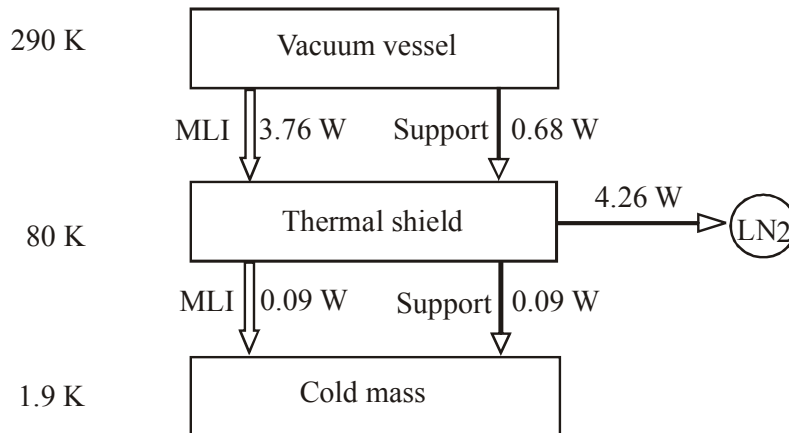 290 K
Vacuum vessel
MLI 3.76 W Support 0.68 W
4.26 W
Thermal shield
LN2
80 K
MLI 0.09 W Support 0.09 W
Cold mass
1.9 K